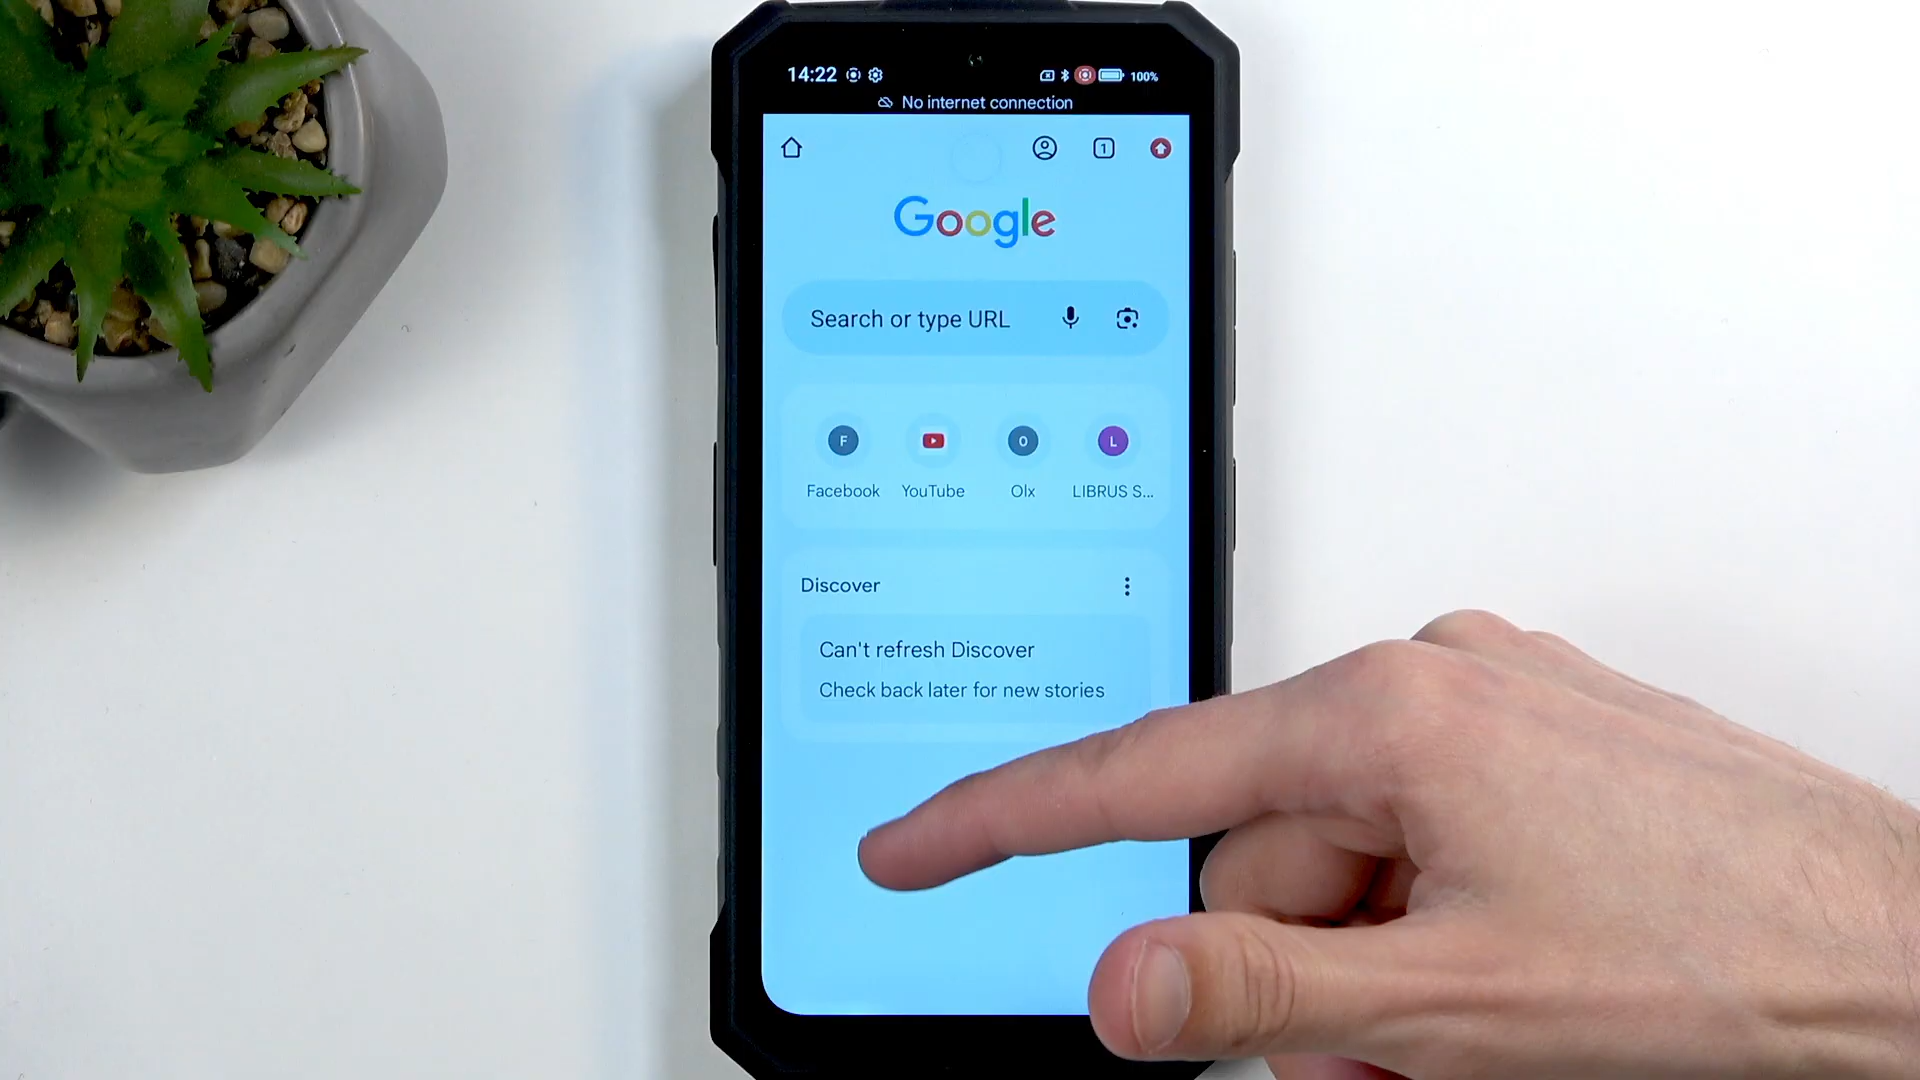 14:22 100%
No internet connection
1
Google
Search or type URL
F O L
Facebook YouTube Olx LIBRUS S...
Discover
Can't refresh Discover
Check back later for new stories